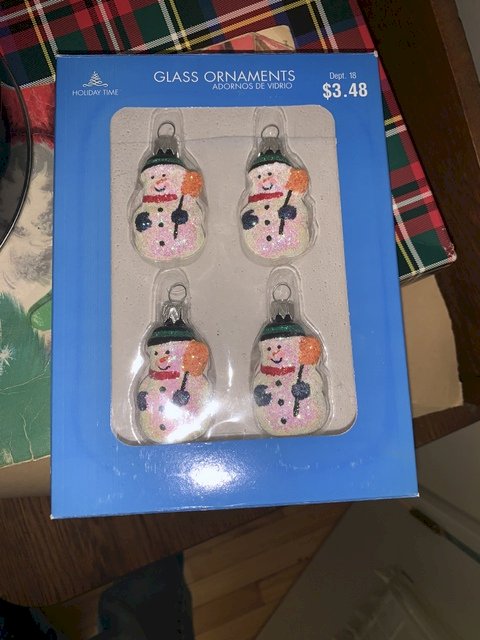 HOLIDAY TIME
GLASS ORNAMENTS
ADORNOS DE VIDRIO
Dept. 18
$3.48